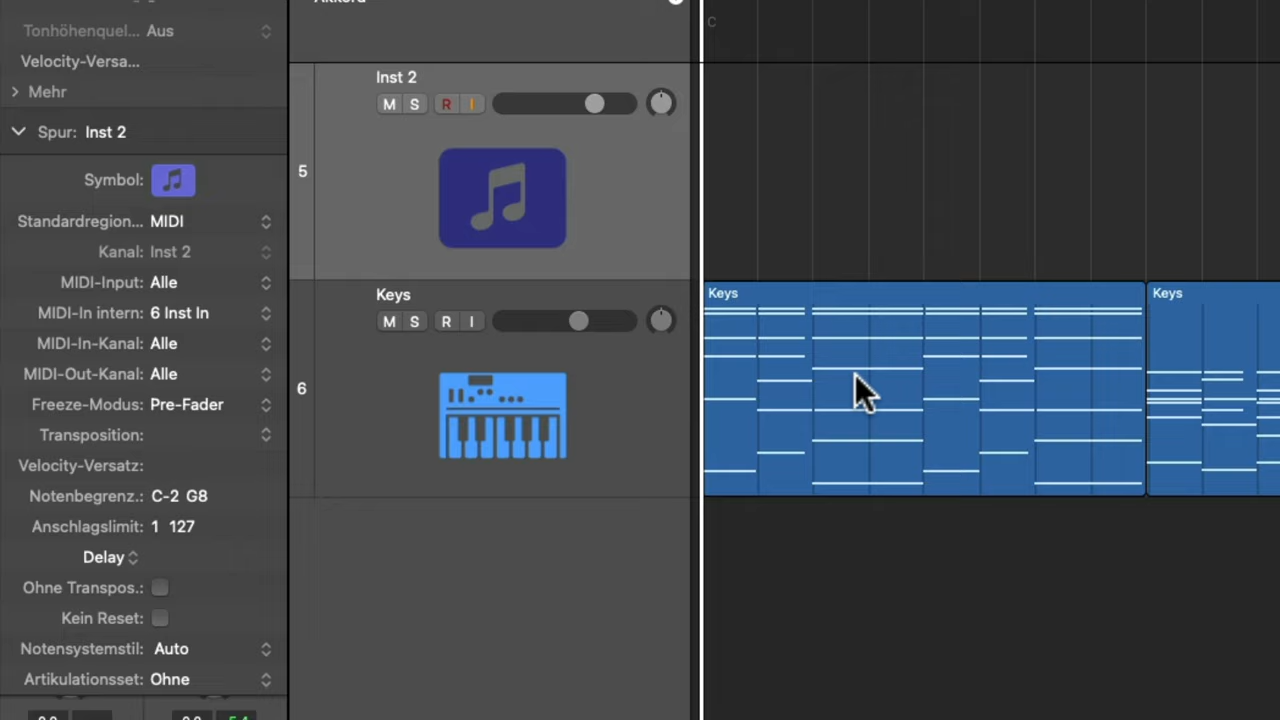 Akkord
Tonhöhenquel... Aus
Velocity-Versa...
Mehr
Spur: Inst 2
Symbol:
Standardregion... MIDI
Kanal: Inst 2
MIDI-Input: Alle
MIDI-In intern: 6 Inst In
MIDI-In-Kanal: Alle
MIDI-Out-Kanal: Alle
Freeze-Modus: Pre-Fader
Transposition:
Velocity-Versatz:
Notenbegrenz.: C-2 G8
Anschlagslimit: 1 127
Delay
Ohne Transpos.:
Kein Reset:
Notensystemstil: Auto
Artikulationsset: Ohne
C
5
Inst 2
M S R I
6
Keys
M S R I
Keys
Keys